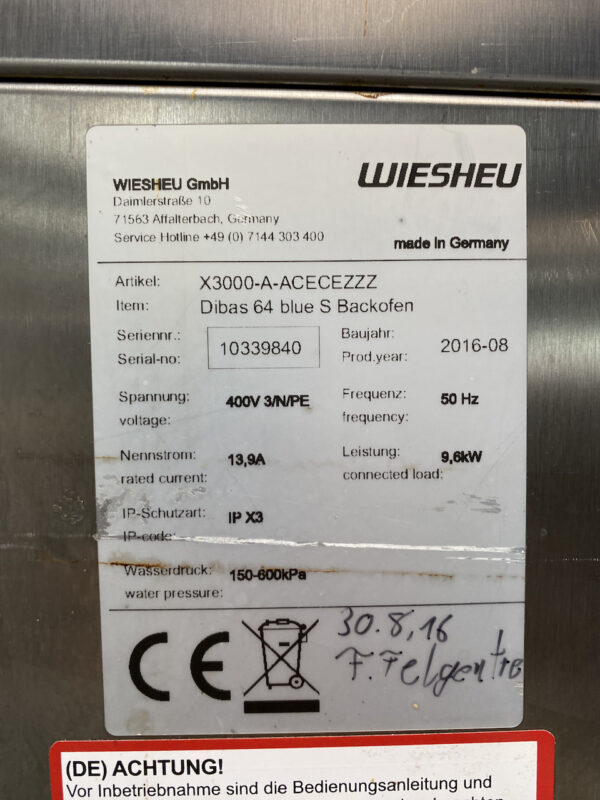 WIESHEU
WIESHEU GmbH
Daimlerstraße 10
71563 Affalterbach, Germany
Service Hotline +49 (0) 7144 303 400
made in Germany
Artikel: X3000-A-ACECEZZZ
Item: Dibas 64 blue S Backofen
Seriennr.: Baujahr:
Serial-no: 10339840 Prod.year: 2016-08
Spannung: 400V 3/N/PE Frequenz: 50 Hz
voltage: frequency:
Nennstrom: 13,9A Leistung: 9,6kW
rated current: connected load:
IP-Schutzart: IP X3
IP-code:
Wasserdruck: 150-600kPa
water pressure:
CE
30.8,16
(DE) ACHTUNG!
Vor Inbetriebnahme sind die Bedienungsanleitung und